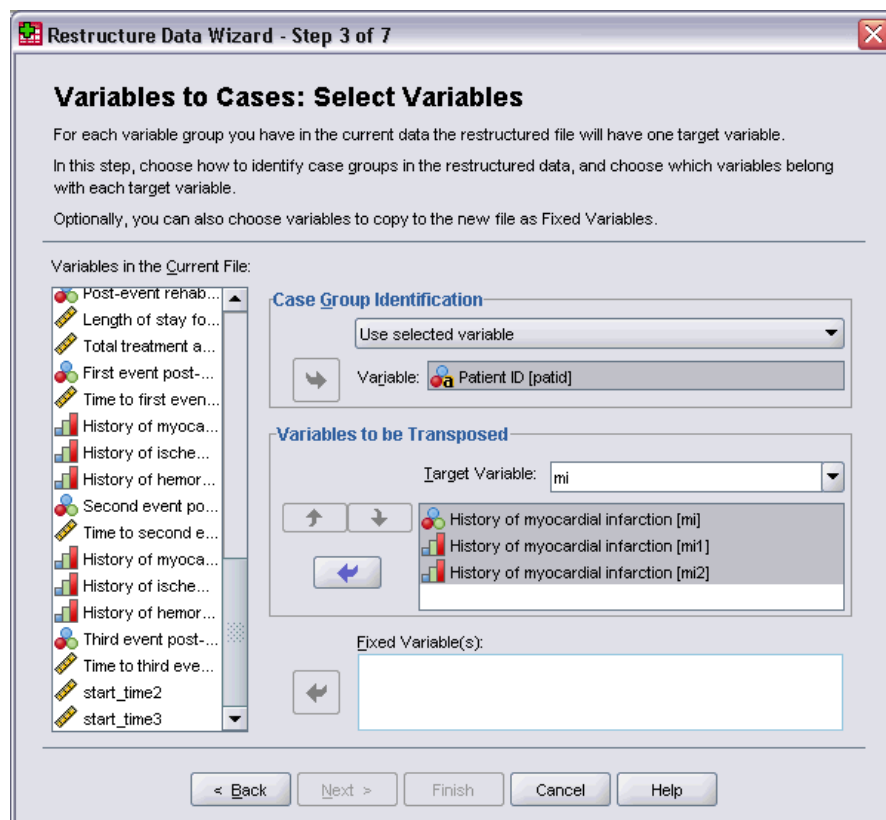 Restructure Data Wizard - Step 3 of 7
Variables to Cases: Select Variables
For each variable group you have in the current data the restructured file will have one target variable.
In this step, choose how to identify case groups in the restructured data, and choose which variables belong
with each target variable.
Optionally, you can also choose variables to copy to the new file as Fixed Variables.
Variables in the Current File:
Post-event rehab...
Length of stay fo...
Total treatment a...
First event post-...
Time to first even...
History of myoca...
History of ische...
History of hemor...
Second event po...
Time to second e...
History of myoca...
History of ische...
History of hemor...
Third event post-...
Time to third eve...
start_time2
start_time3
Case Group Identification
Use selected variable
Variable: a Patient ID [patid]
Variables to be Transposed
Target Variable: mi
History of myocardial infarction [mi]
History of myocardial infarction [mi1]
History of myocardial infarction [mi2]
Fixed Variable(s):
< Back Next > Finish Cancel Help